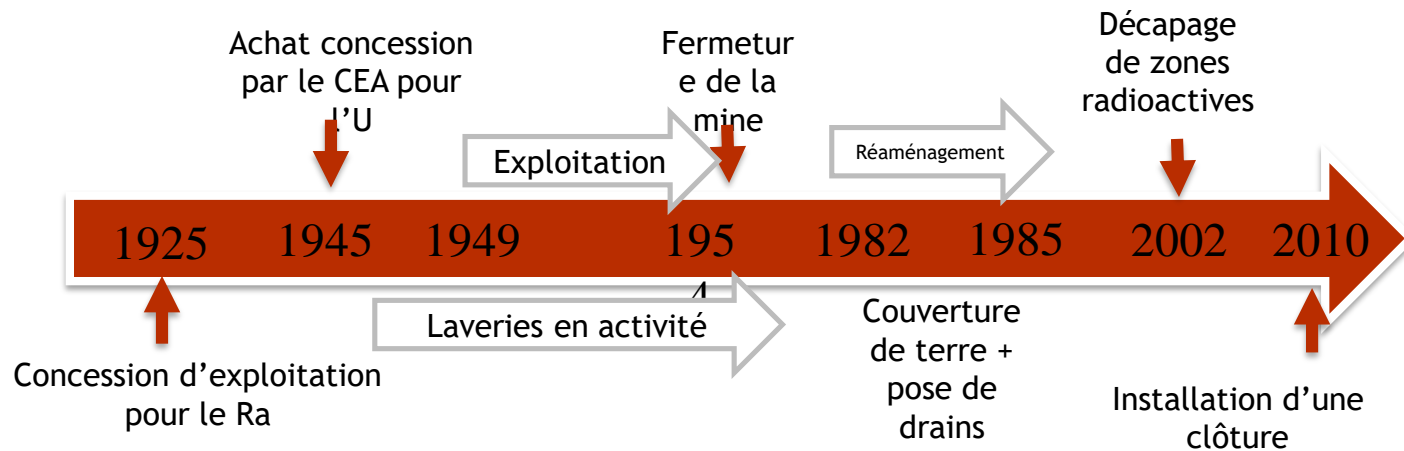 Achat concession
par le CEA pour
l’U
Fermetur
e de la
mine
Décapage
de zones
radioactives
Exploitation
Réaménagement
1925
1945
1949
195
4
1982
1985
2002
2010
Laveries en activité
Couverture
de terre +
pose de
drains
Concession d’exploitation
pour le Ra
Installation d’une
clôture